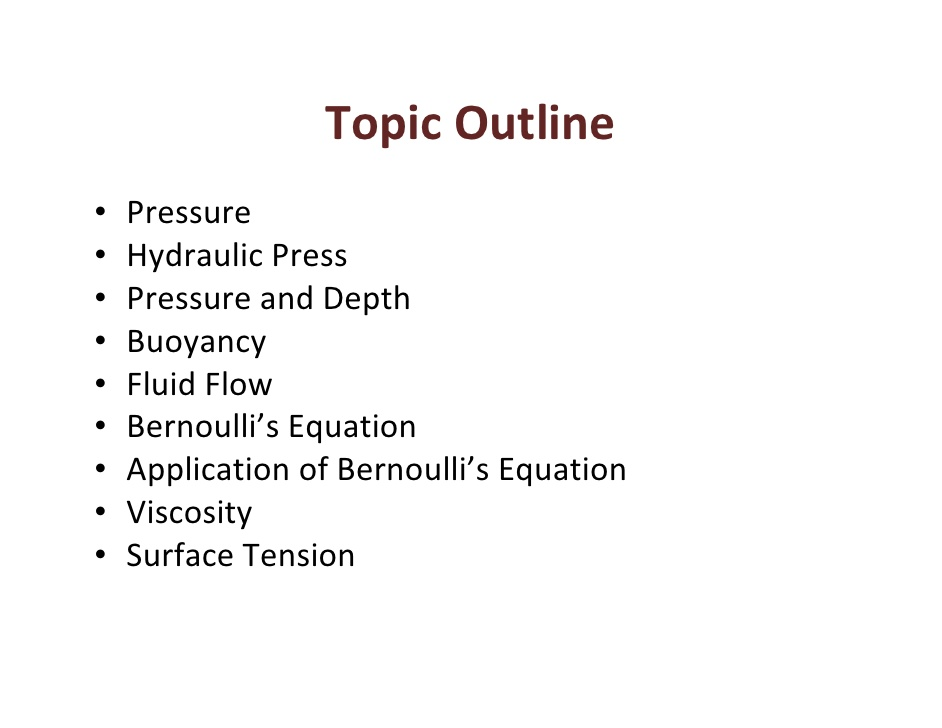 Topic Outline
• Pressure
• Hydraulic Press
• Pressure and Depth
• Buoyancy
• Fluid Flow
• Bernoulli’s Equation
• Application of Bernoulli’s Equation
• Viscosity
• Surface Tension